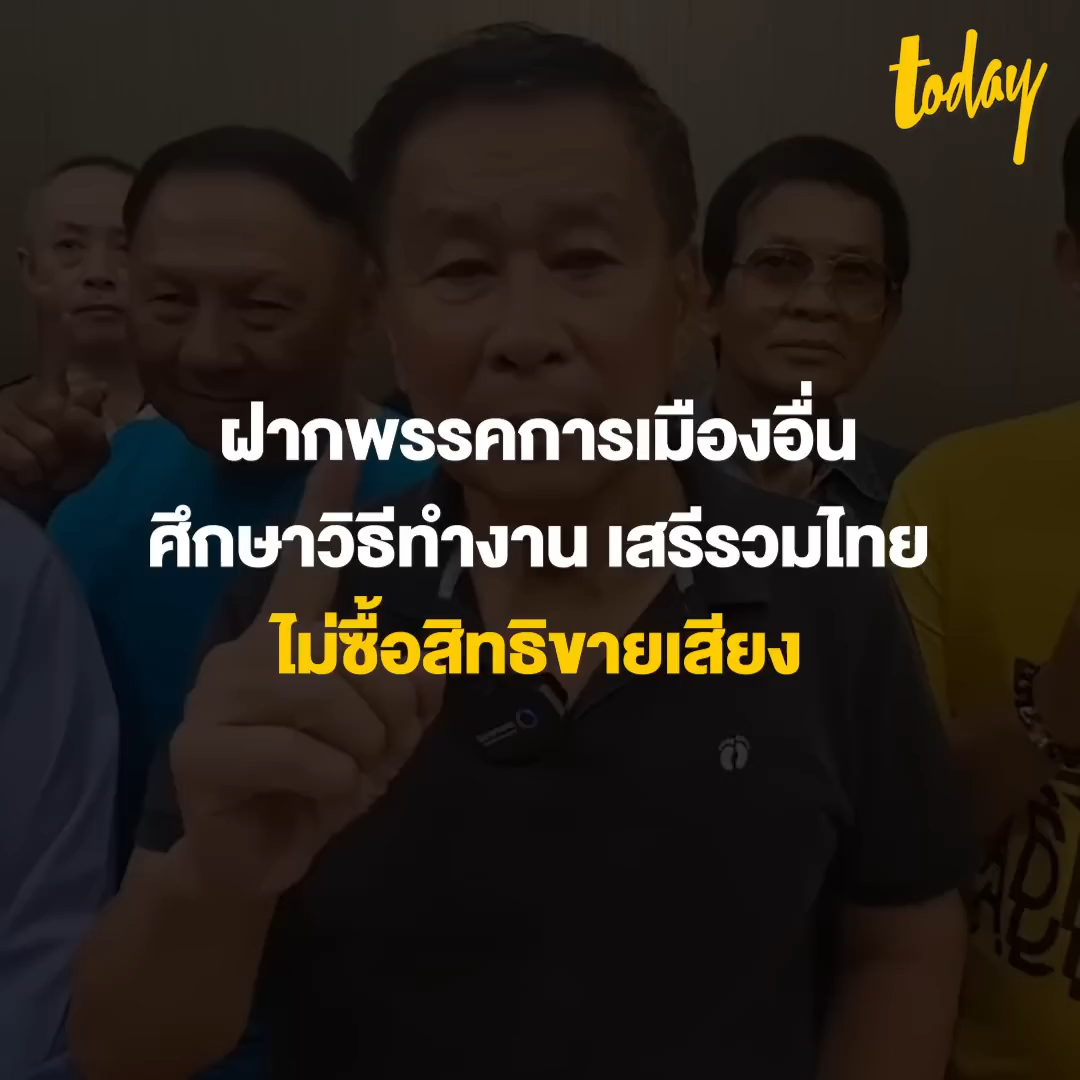 today
ฝากพรรคการเมืองอื่น
ศึกษาวิธีทำงาน เสรีรวมไทย
ไม่ซื้อสิทธิขายเสียง